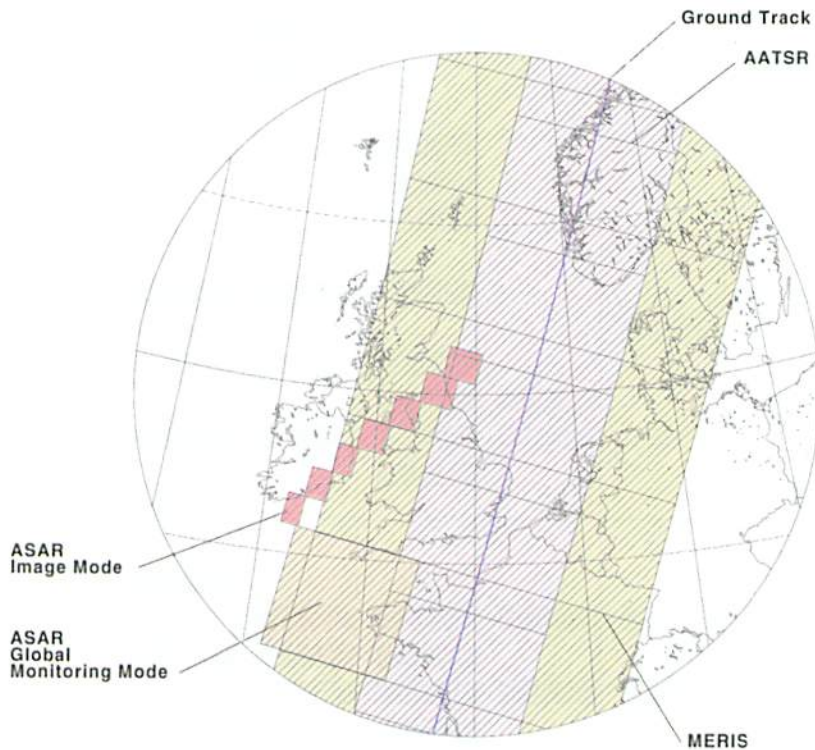 Ground Track
AATSR
ASAR
Image Mode
ASAR
Global
Monitoring Mode
MERIS